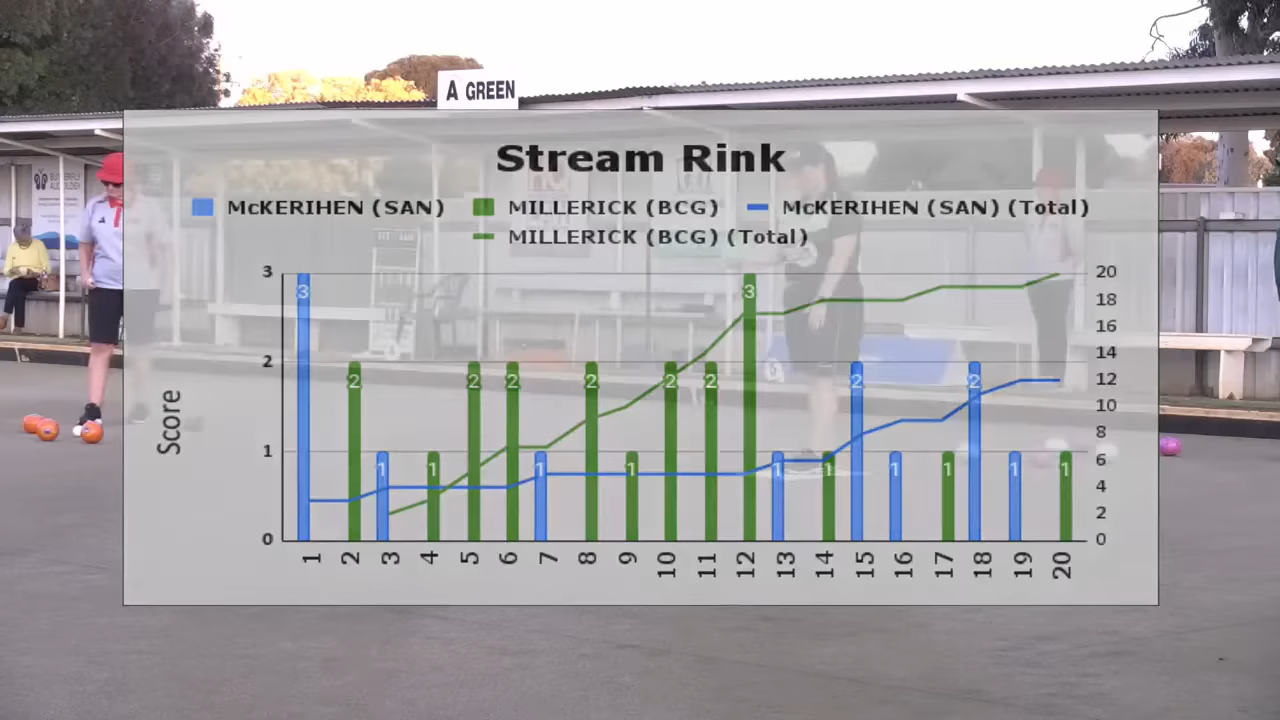 A GREEN
Stream Rink
McKERIHEN (SAN) MILLERICK (BCG) McKERIHEN (SAN) (Total)
MILLERICK (BCG) (Total)
3 20
3 3 18
16
2 14
2 2 2 2 2 2 2 2 12
10
Score
8
1 6
1 1 1 1 1 1 1 1 1 1
4
2
0 0
1 2 3 4 5 6 7 8 9 10 11 12 13 14 15 16 17 18 19 20